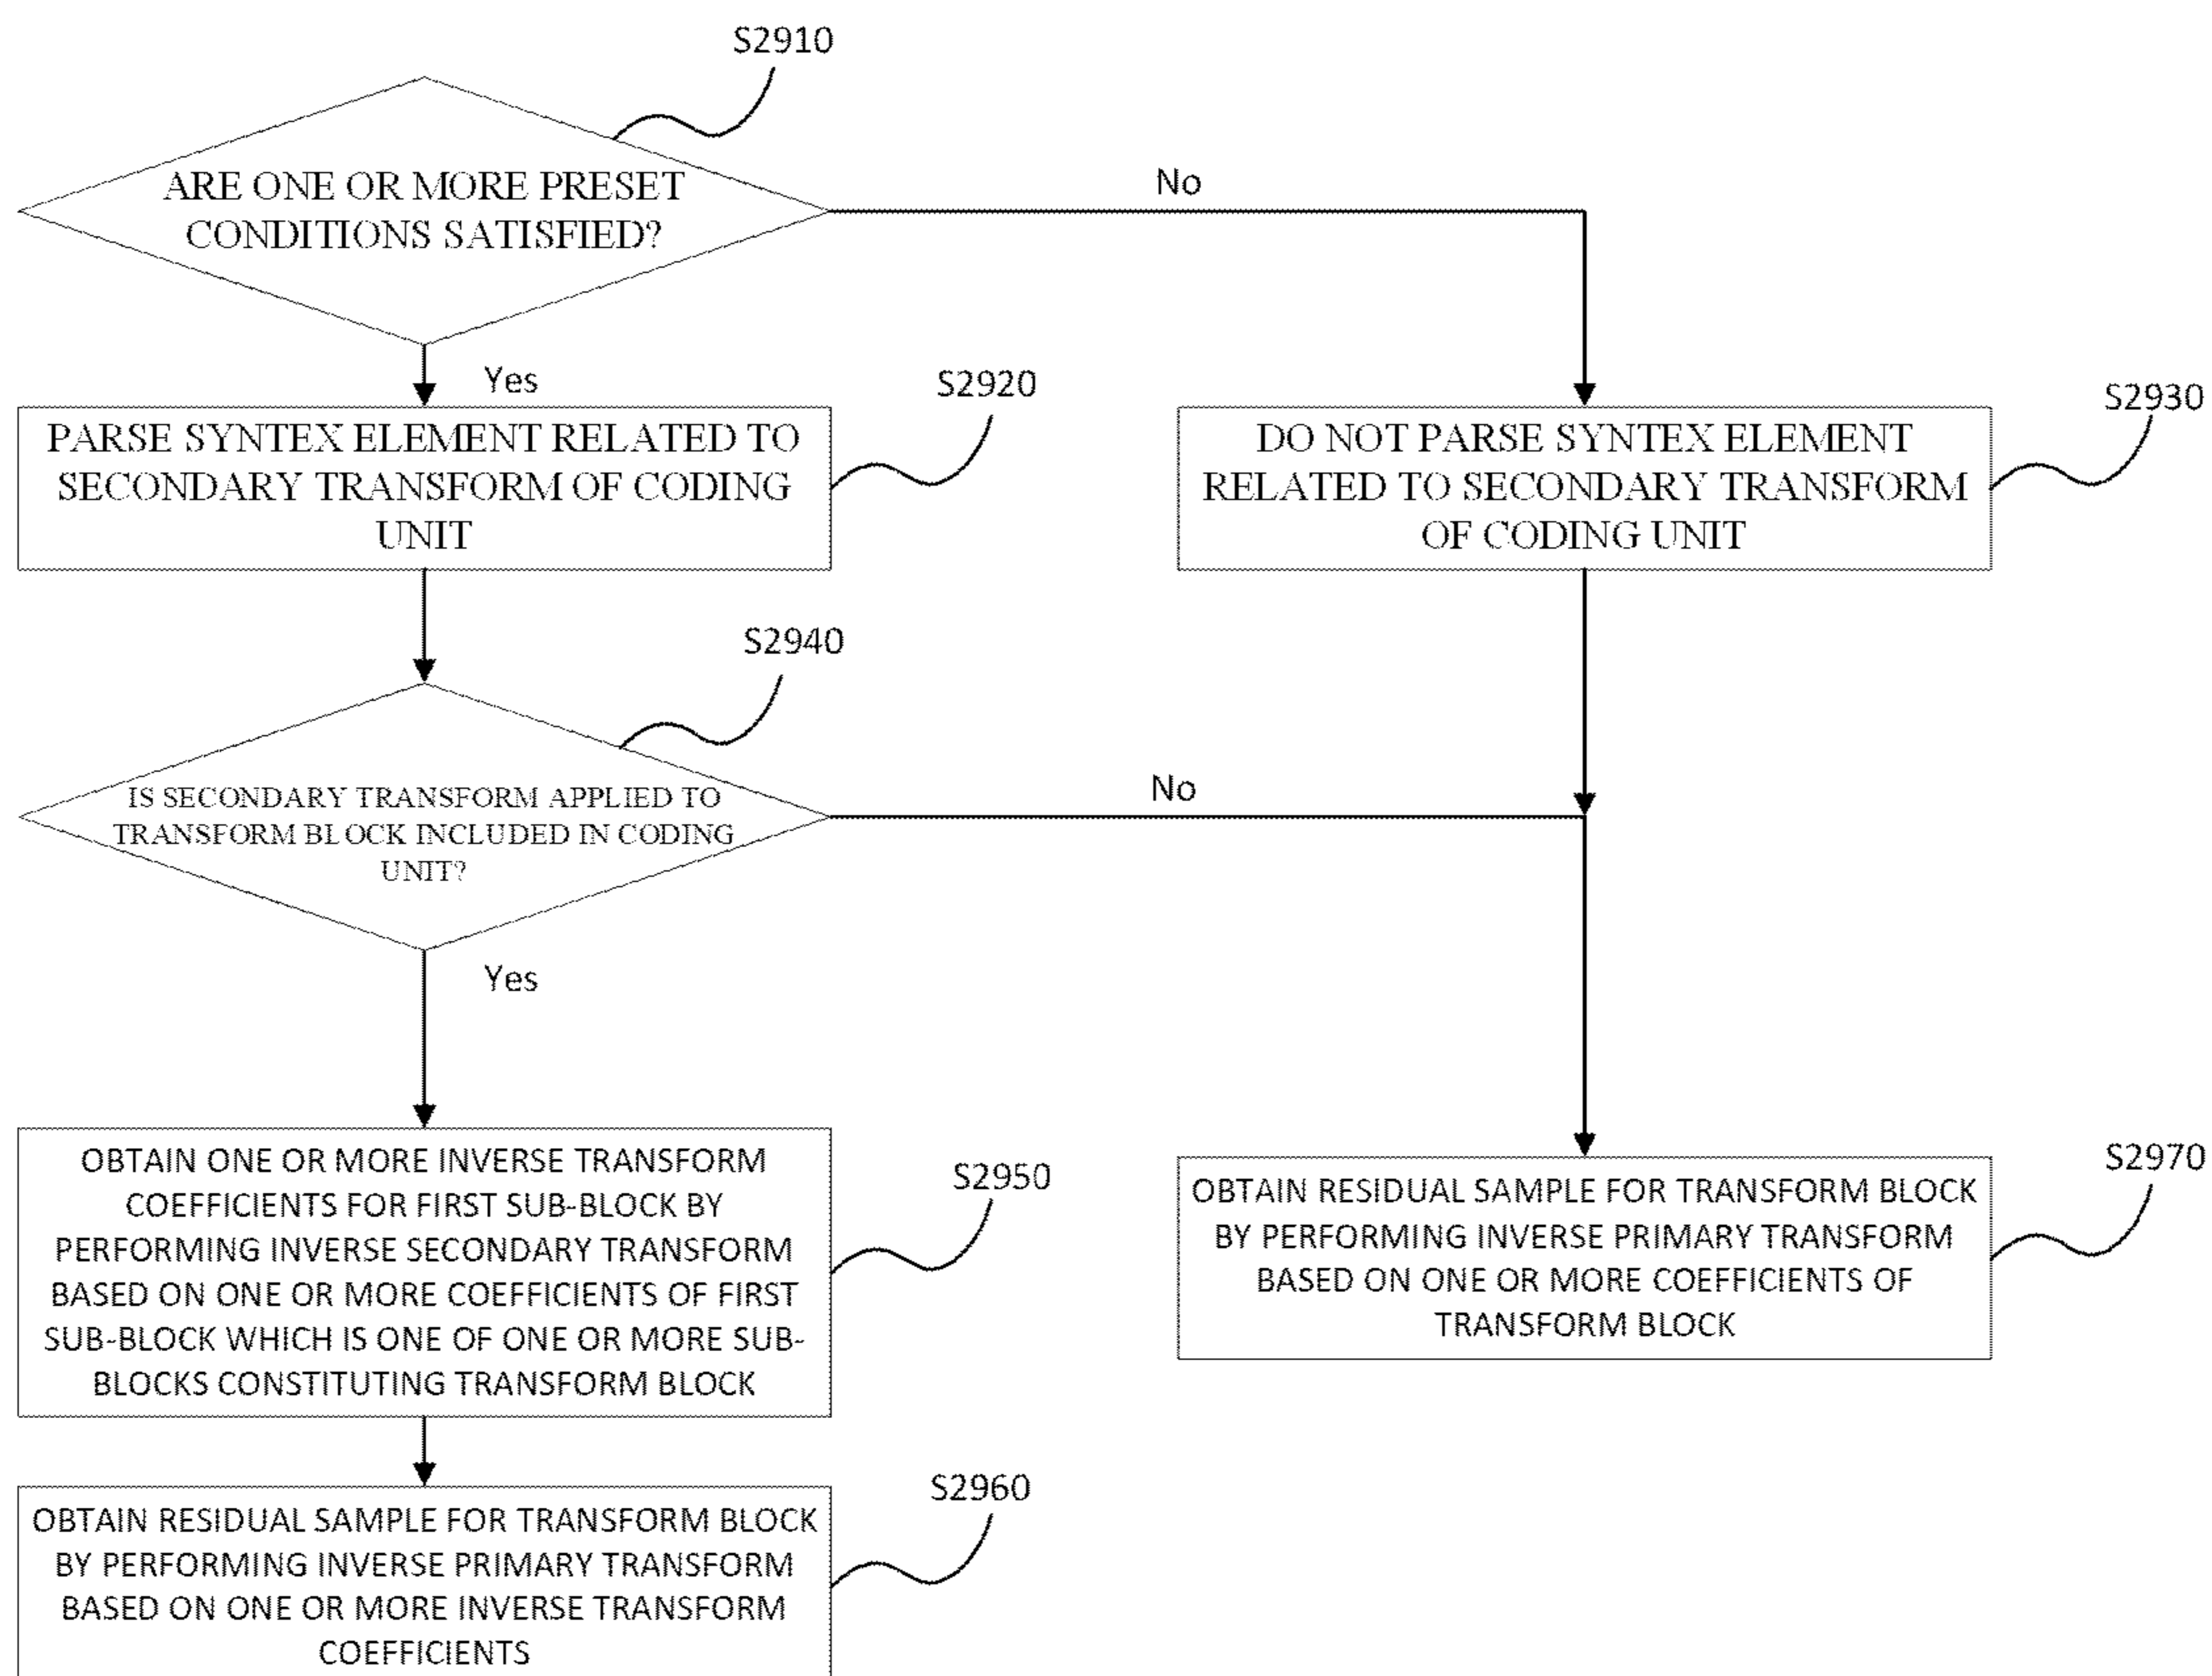 S2910
ARE ONE OR MORE PRESET
CONDITIONS SATISFIED?
No
Yes
S2920
S2930
PARSE SYNTEX ELEMENT RELATED TO
SECONDARY TRANSFORM OF CODING
UNIT
DO NOT PARSE SYNTEX ELEMENT
RELATED TO SECONDARY TRANSFORM
OF CODING UNIT
S2940
IS SECONDARY TRANSFORM APPLIED TO
TRANSFORM BLOCK INCLUDED IN CODING
UNIT?
No
Yes
OBTAIN ONE OR MORE INVERSE TRANSFORM
COEFFICIENTS FOR FIRST SUB-BLOCK BY
PERFORMING INVERSE SECONDARY TRANSFORM
BASED ON ONE OR MORE COEFFICIENTS OF FIRST
SUB-BLOCK WHICH IS ONE OF ONE OR MORE SUB-
BLOCKS CONSTITUTING TRANSFORM BLOCK
S2950
OBTAIN RESIDUAL SAMPLE FOR TRANSFORM BLOCK
BY PERFORMING INVERSE PRIMARY TRANSFORM
BASED ON ONE OR MORE COEFFICIENTS OF
TRANSFORM BLOCK
S2970
OBTAIN RESIDUAL SAMPLE FOR TRANSFORM BLOCK
BY PERFORMING INVERSE PRIMARY TRANSFORM
BASED ON ONE OR MORE INVERSE TRANSFORM
COEFFICIENTS
S2960